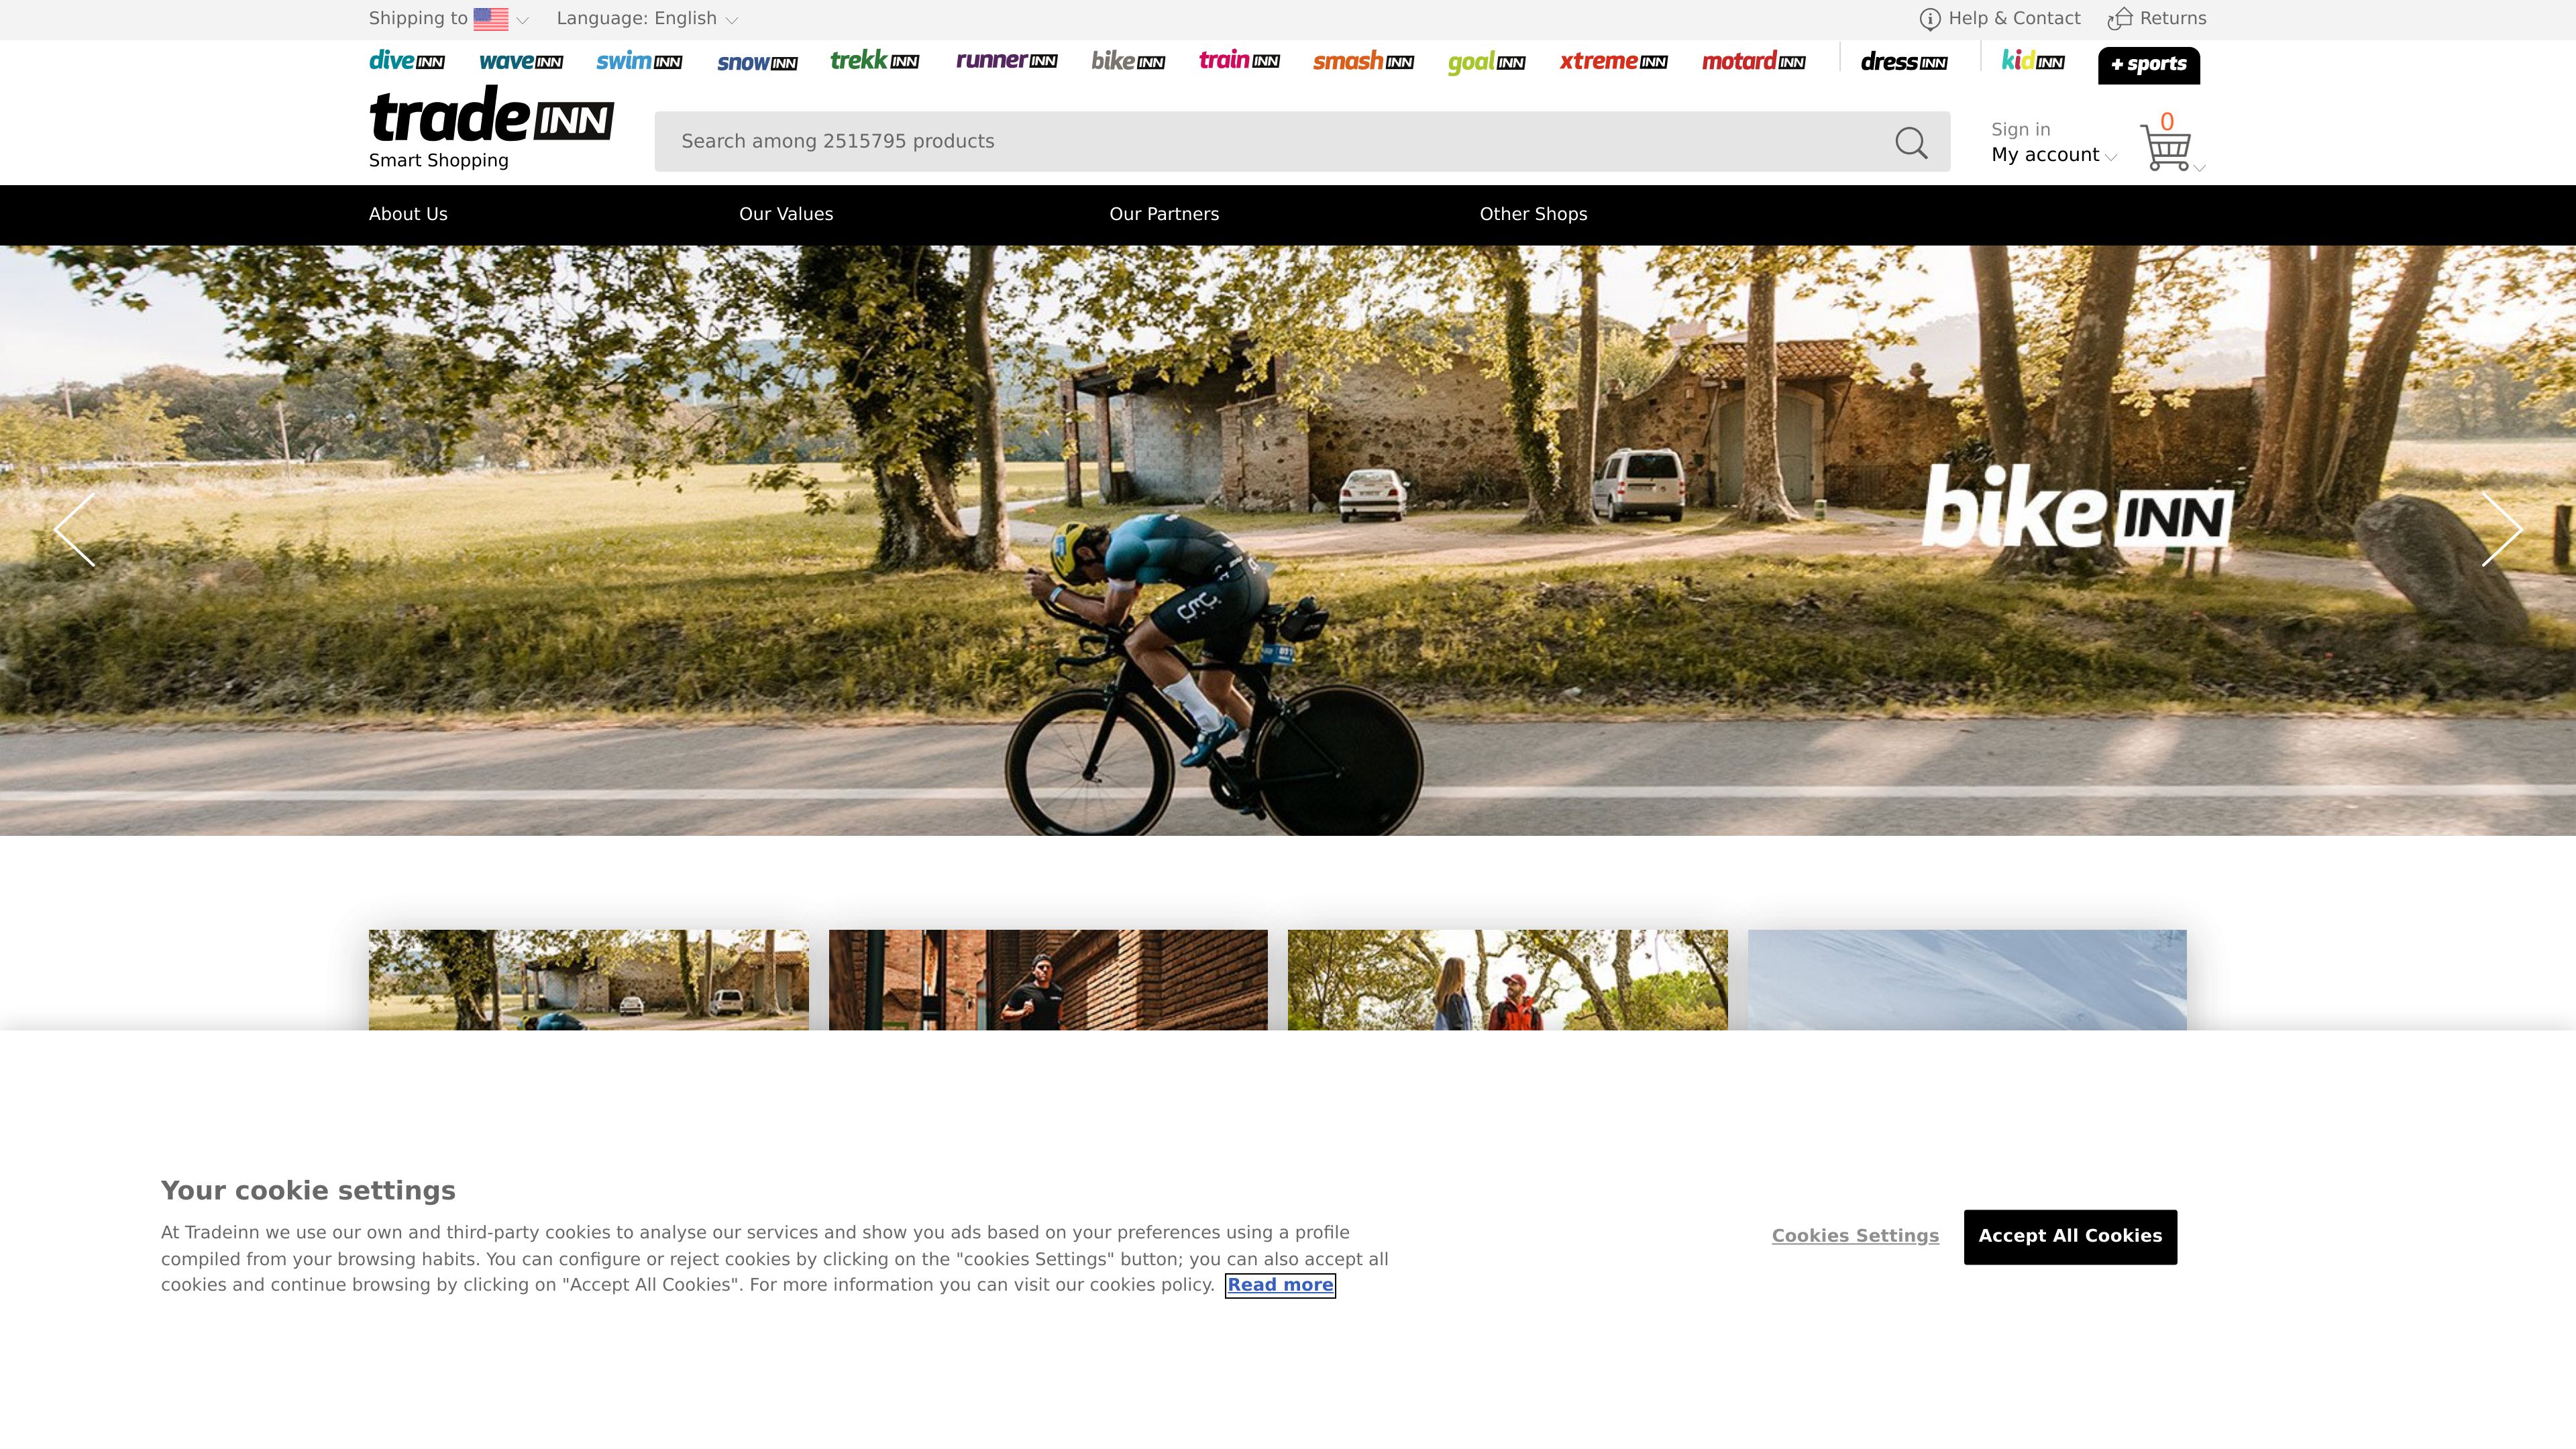 Shipping to
Language: English
Help & Contact
Returns
diveINN
waveINN
swimINN
snowINN
trekkINN
runnerINN
bikeINN
trainINN
smashINN
goalINN
xtremeINN
motardINN
dressINN
kidINN
+ sports
tradeINN
Smart Shopping
Search among 2515795 products
Sign in
My account
0
About Us
Our Values
Our Partners
Other Shops
bikeINN
Your cookie settings
At Tradeinn we use our own and third-party cookies to analyse our services and show you ads based on your preferences using a profile
compiled from your browsing habits. You can configure or reject cookies by clicking on the "cookies Settings" button; you can also accept all
cookies and continue browsing by clicking on "Accept All Cookies". For more information you can visit our cookies policy. Read more
Cookies Settings
Accept All Cookies